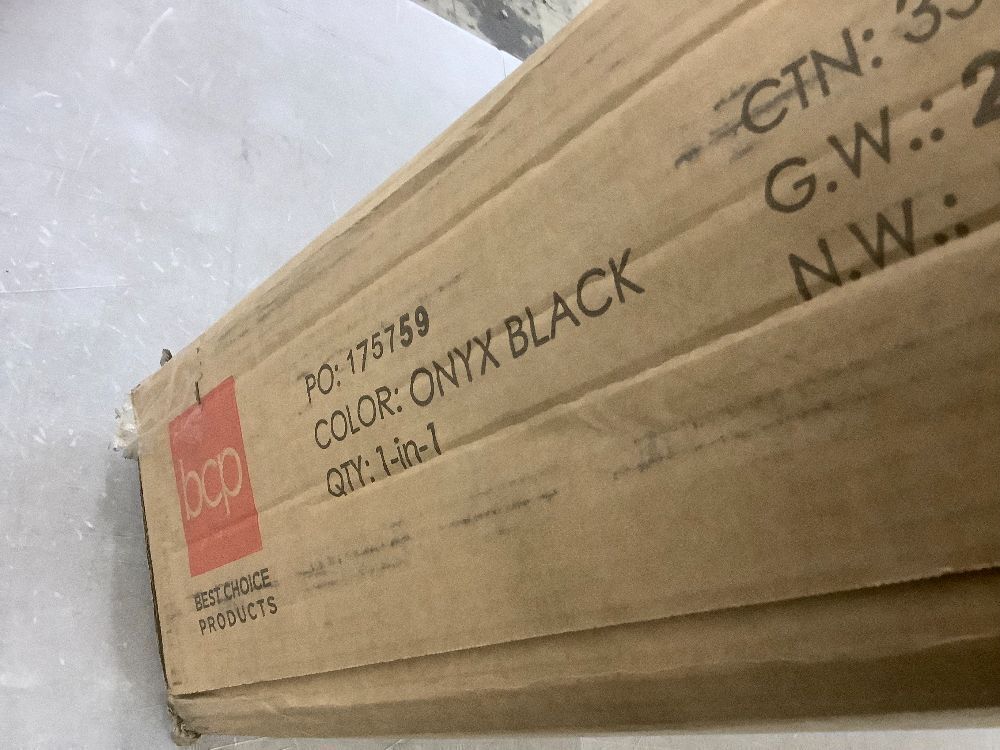 bcp
BEST CHOICE
PRODUCTS
PO: 175759
COLOR: ONYX BLACK
QTY: 1-in-1
CTN:
G.W.:
N.W.: